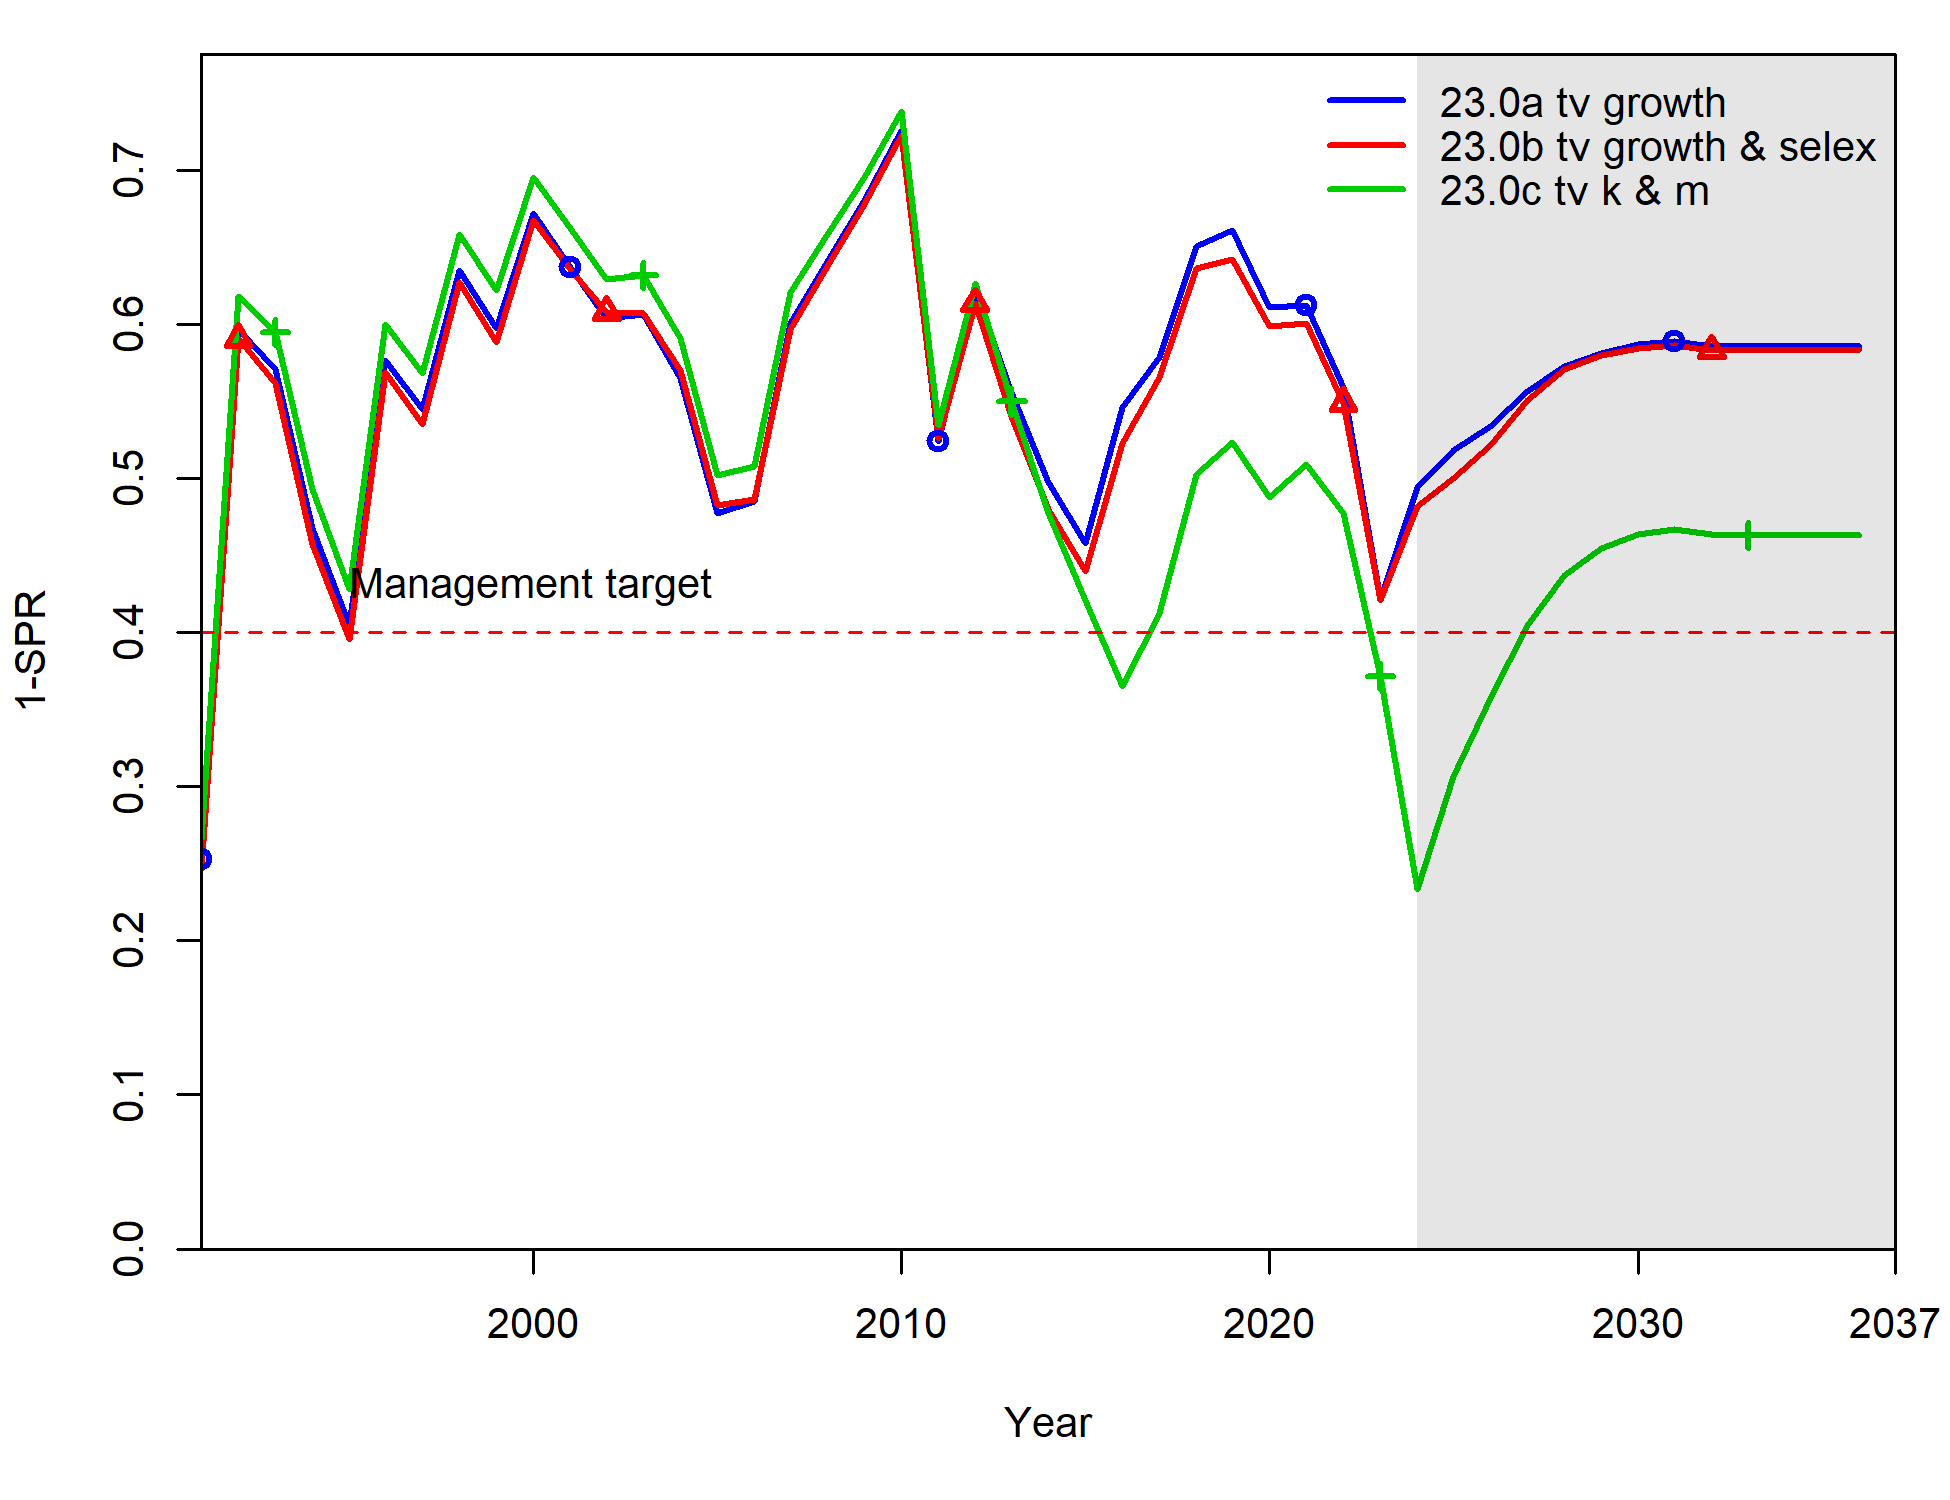 23.0a tv growth
23.0b tv growth & selex
23.0c tv k & m
Management target
1-SPR
0.7
0.6
0.5
0.4
0.3
0.2
0.1
0.0
2000 2010 2020 2030 2037
Year